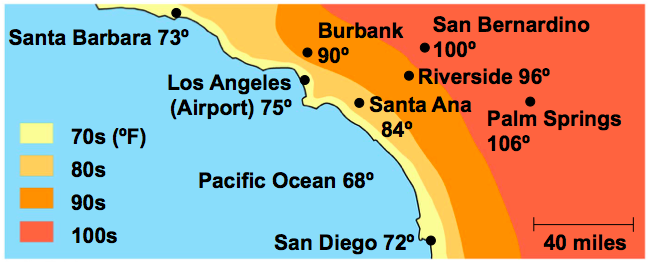 Santa Barbara 73º
Burbank
90º
San Bernardino
100º
Los Angeles
(Airport) 75º
Riverside 96º
Santa Ana
84º
Palm Springs
106º
70s (ºF)
80s
90s
100s
Pacific Ocean 68º
San Diego 72º
40 miles